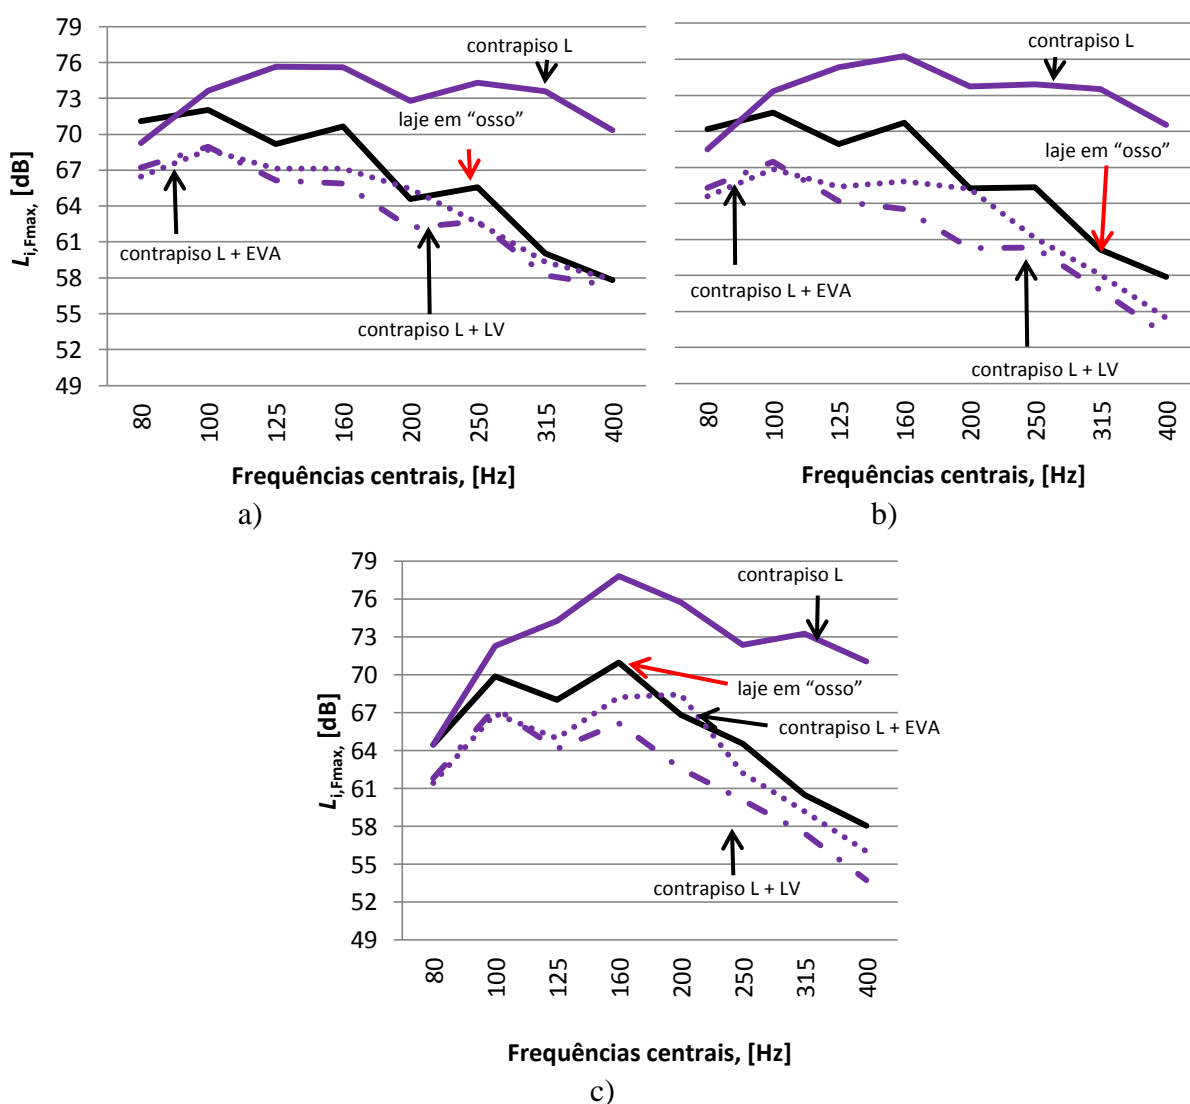 79
76
73
70
67
64
61
58
55
52
49
L i,Fmax, [dB]
contrapiso L
laje em “osso”
contrapiso L + EVA
contrapiso L + LV
80 100 125 160 200 250 315 400
Frequências centrais, [Hz]
a)
contrapiso L
laje em “osso”
contrapiso L + EVA
contrapiso L + LV
80 100 125 160 200 250 315 400
Frequências centrais, [Hz]
b)
79
76
73
70
67
64
61
58
55
52
49
L i,Fmax, [dB]
contrapiso L
laje em “osso”
contrapiso L + EVA
contrapiso L + LV
80 100 125 160 200 250 315 400
Frequências centrais, [Hz]
c)